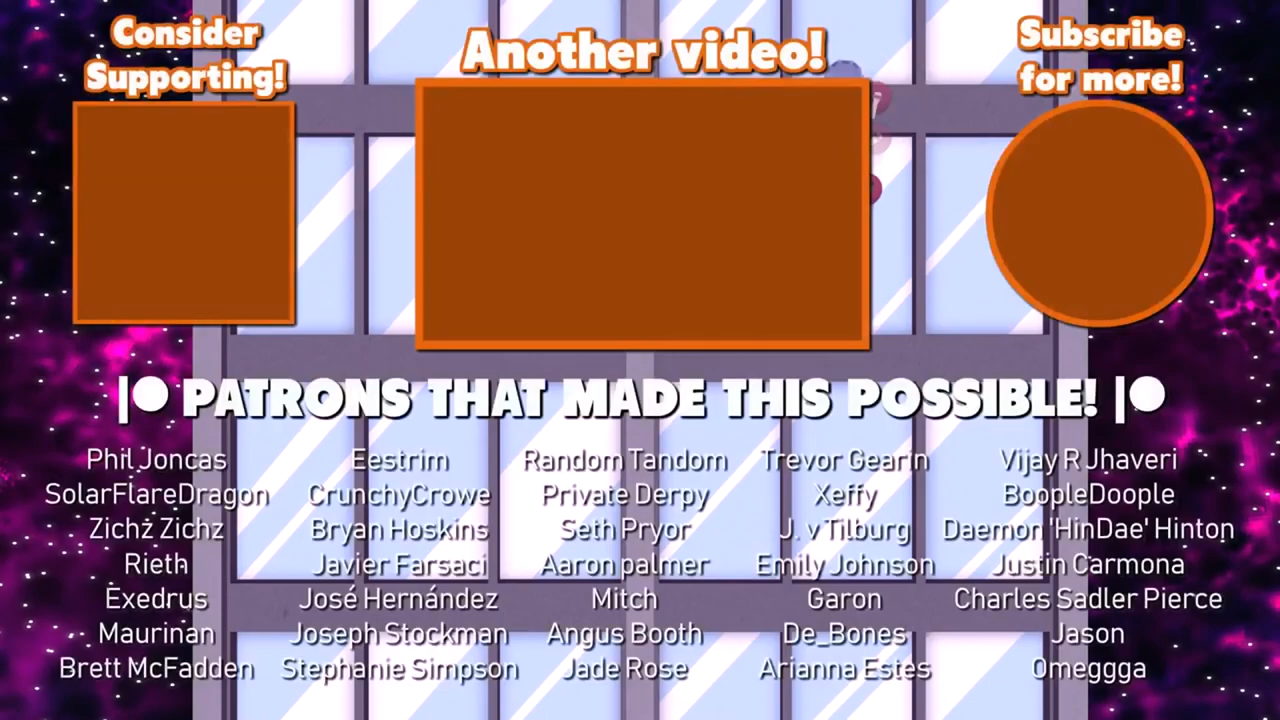 Consider
Supporting!
Another video!
Subscribe
for more!
PATRONS THAT MADE THIS POSSIBLE!
Phil Joncas Eestrim Random Tandom Trevor Gearin Vijay R Jhaveri
SolarFlareDragon CrunchyCrowe Private Derpy Xeffy BoopleDoople
Zichz Zichz Bryan Hoskins Seth Pryor J. v Tilburg Daemon 'HinDae' Hinton
Rieth Javier Farsaci Aaron palmer Emily Johnson Justin Carmona
Exedrus José Hernández Mitch Garon Charles Sadler Pierce
Maurinan Joseph Stockman Angus Booth De_Bones Jason
Brett McFadden Stephanie Simpson Jade Rose Arianna Estes Omeggga